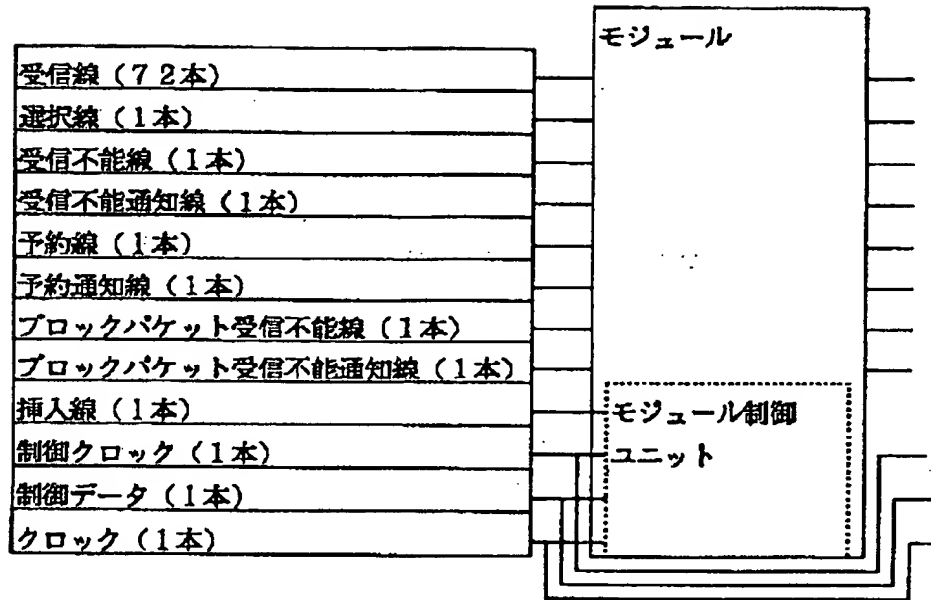 モジュール
受信線（72本）
選択線（1本）
受信不能線（1本）
受信不能通知線（1本）
予約線（1本）
予約通知線（1本）
ブロックパケット受信不能線（1本）
ブロックパケット受信不能通知線（1本）
挿入線（1本）
制御クロック（1本）
制御データ（1本）
クロック（1本）
モジュール制御
ユニット